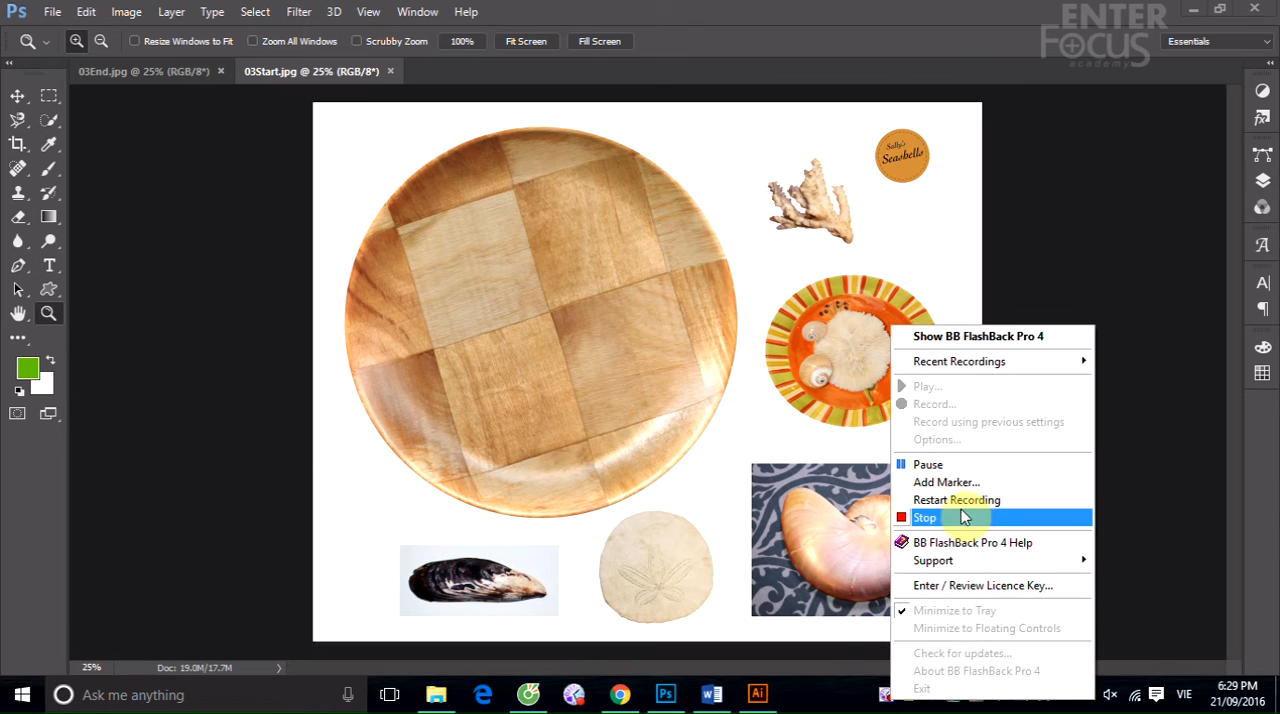 Ps File Edit Image Layer Type Select Filter 3D View Window Help
Resize Windows to Fit Zoom All Windows Scrubby Zoom 100% Fit Screen Fill Screen Essentials
ENTER
FOCUS
academy
03End.jpg @ 25% (RGB/8*) × 03Start.jpg @ 25% (RGB/8*) ×
Sally's
Seashells
Show BB FlashBack Pro 4
Recent Recordings
Play...
Record...
Record using previous settings
Options...
Pause
Add Marker...
Restart Recording
Stop
BB FlashBack Pro 4 Help
Support
Enter / Review Licence Key...
Minimize to Tray
Minimize to Floating Controls
Check for updates...
About BB FlashBack Pro 4
Exit
25% Doc: 19.0M/17.7M
Ask me anything
Ps Ai
VIE
6:29 PM
21/09/2016